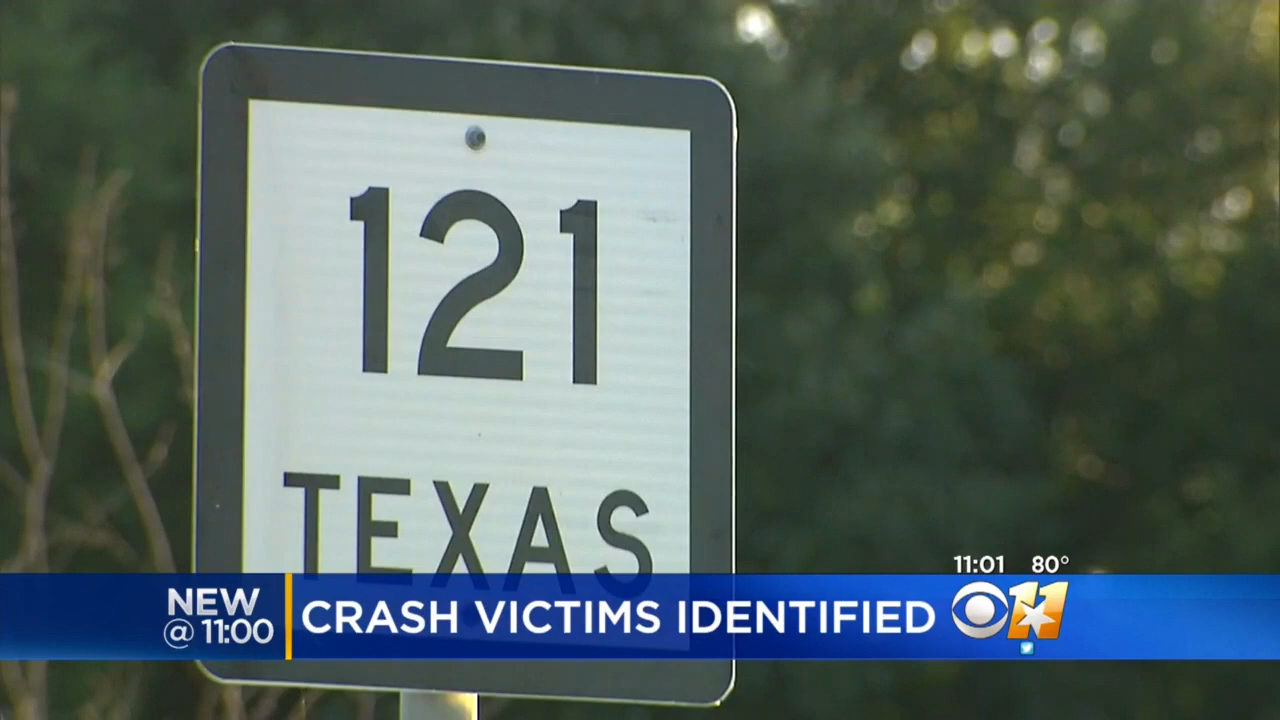 121
TEXAS
11:01 80°
NEW
@ 11:00
CRASH VICTIMS IDENTIFIED
11